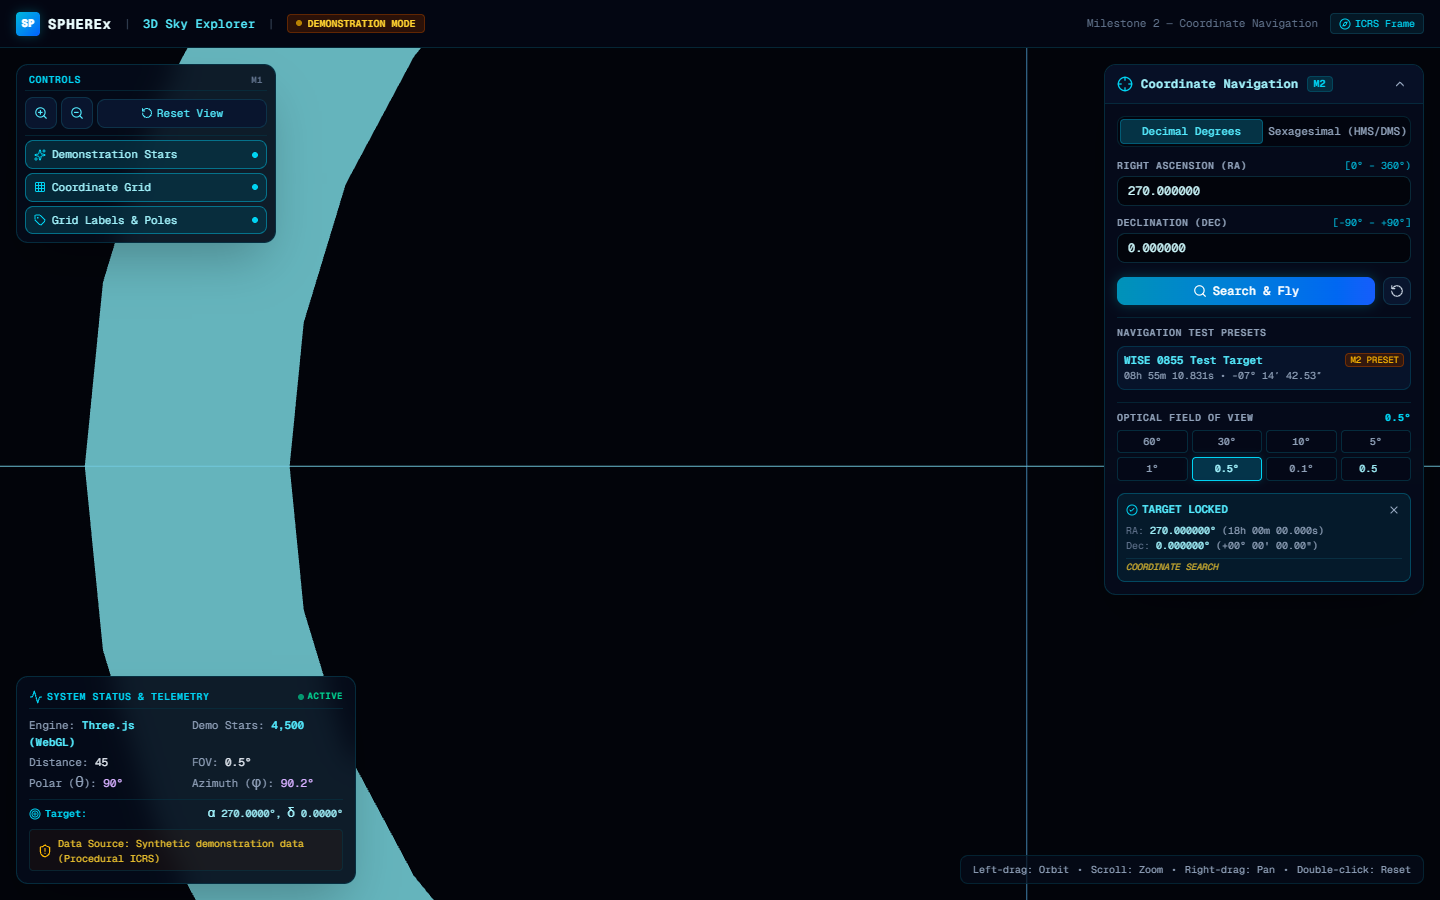 SP SPHEREx | 3D Sky Explorer | DEMONSTRATION MODE
Milestone 2 — Coordinate Navigation ICRS Frame
CONTROLS M1
Reset View
Demonstration Stars
Coordinate Grid
Grid Labels & Poles
Coordinate Navigation M2
Decimal Degrees Sexagesimal (HMS/DMS)
RIGHT ASCENSION (RA) [0° - 360°)
270.000000
DECLINATION (DEC) [-90° - +90°]
0.000000
Search & Fly
NAVIGATION TEST PRESETS
WISE 0855 Test Target M2 PRESET
08h 55m 10.831s • -07° 14' 42.53"
OPTICAL FIELD OF VIEW 0.5°
60° 30° 10° 5°
1° 0.5° 0.1° 0.5
TARGET LOCKED
RA: 270.000000° (18h 00m 00.000s)
Dec: 0.000000° (+00° 00' 00.00")
COORDINATE SEARCH
SYSTEM STATUS & TELEMETRY ACTIVE
Engine: Three.js (WebGL) Demo Stars: 4,500
Distance: 45 FOV: 0.5°
Polar (θ): 90° Azimuth (φ): 90.2°
Target: α 270.0000°, δ 0.0000°
Data Source: Synthetic demonstration data
(Procedural ICRS)
Left-drag: Orbit • Scroll: Zoom • Right-drag: Pan • Double-click: Reset